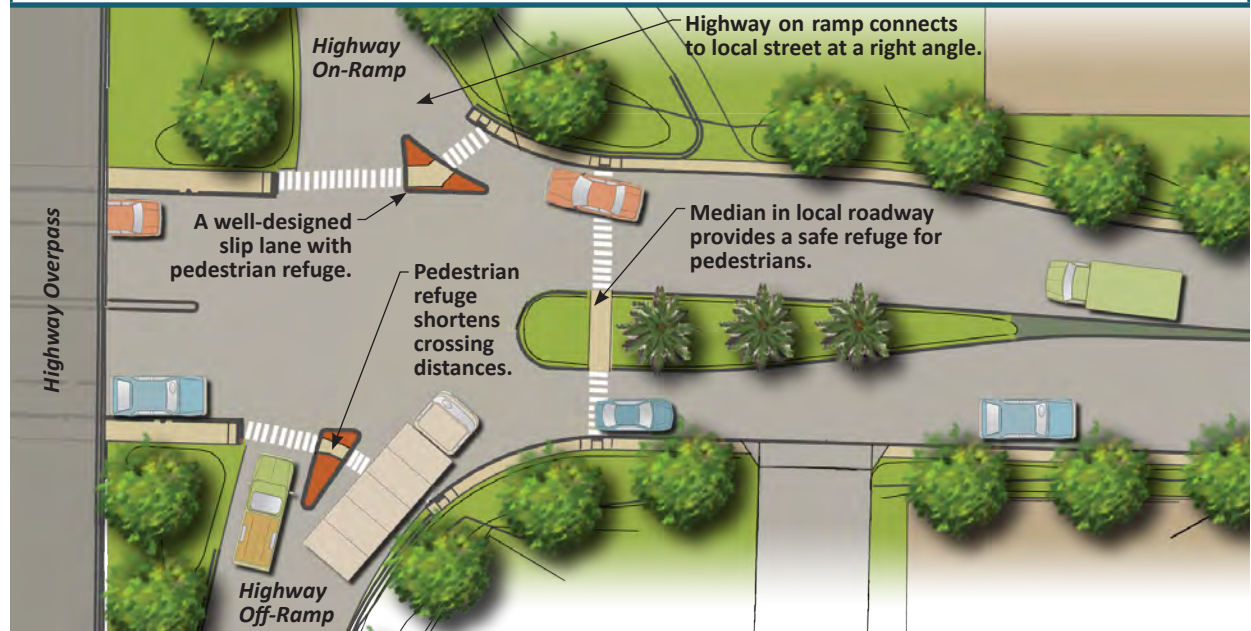 Highway
On-Ramp
Highway on ramp connects
to local street at a right angle.
A well-designed
slip lane with
pedestrian refuge.
Median in local roadway
provides a safe refuge for
pedestrians.
Pedestrian
refuge
shortens
crossing
distances.
Highway Overpass
Highway
Off-Ramp